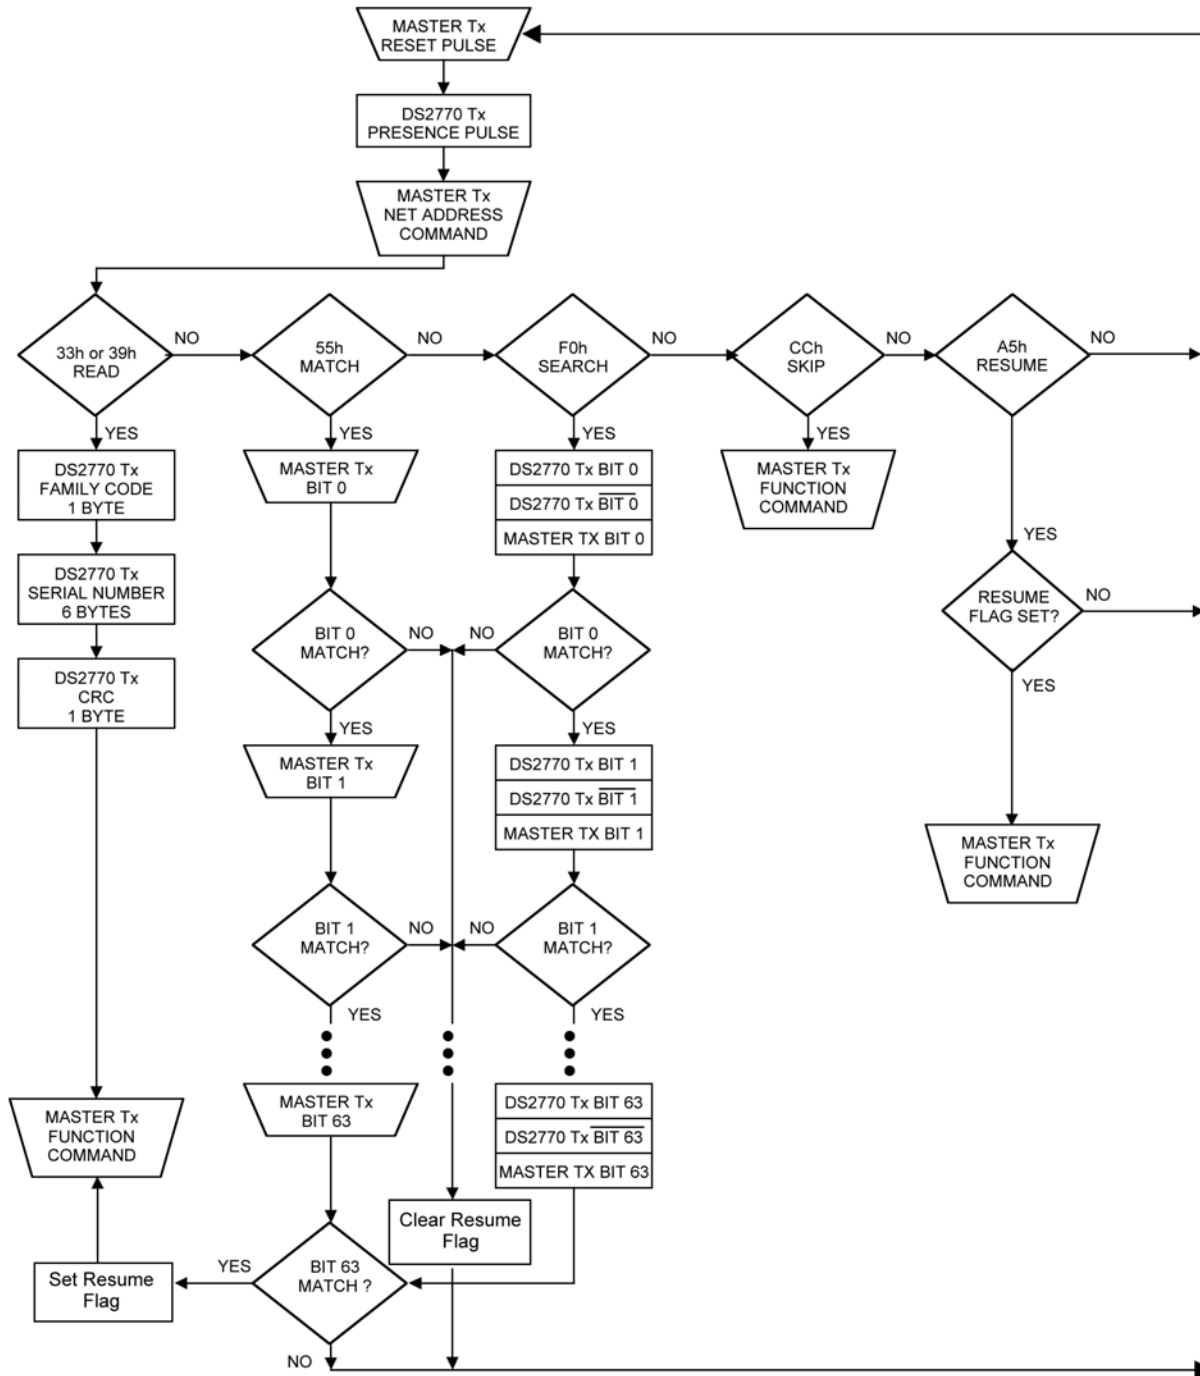 MASTER Tx
RESET PULSE
DS2770 Tx
PRESENCE PULSE
MASTER Tx
NET ADDRESS
COMMAND
33h or 39h
READ
NO
55h
MATCH
NO
F0h
SEARCH
NO
CCh
SKIP
NO
A5h
RESUME
NO
YES
YES
YES
YES
YES
DS2770 Tx
FAMILY CODE
1 BYTE
DS2770 Tx
SERIAL NUMBER
6 BYTES
DS2770 Tx
CRC
1 BYTE
MASTER Tx
BIT 0
BIT 0
MATCH?
NO
YES
MASTER Tx
BIT 1
BIT 1
MATCH?
NO
YES
MASTER Tx
BIT 63
BIT 63
MATCH ?
YES
NO
Set Resume
Flag
MASTER Tx
FUNCTION
COMMAND
Clear Resume
Flag
DS2770 Tx BIT 0
DS2770 Tx BIT 0
MASTER TX BIT 0
BIT 0
MATCH?
NO
YES
DS2770 Tx BIT 1
DS2770 Tx BIT 1
MASTER TX BIT 1
BIT 1
MATCH?
NO
YES
DS2770 Tx BIT 63
DS2770 Tx BIT 63
MASTER TX BIT 63
MASTER Tx
FUNCTION
COMMAND
RESUME
FLAG SET?
NO
YES
MASTER Tx
FUNCTION
COMMAND